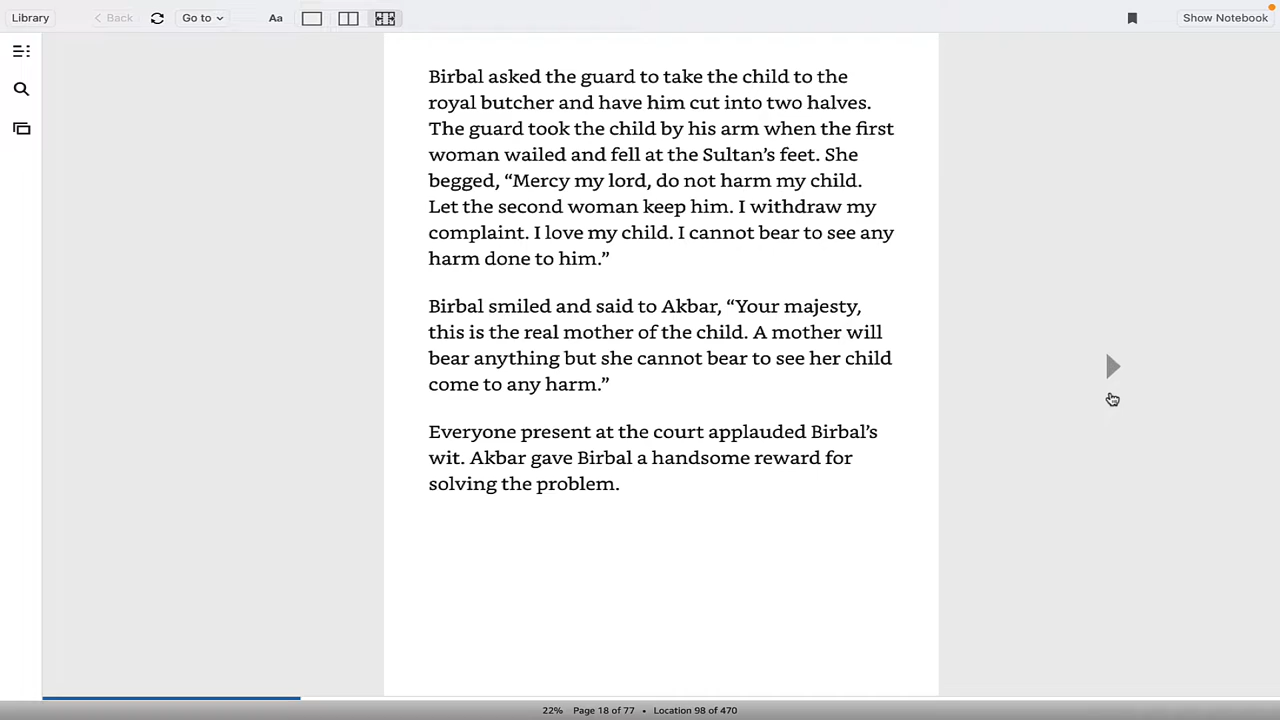 Library
Back
Go to
Aa
Show Notebook
Birbal asked the guard to take the child to the
royal butcher and have him cut into two halves.
The guard took the child by his arm when the first
woman wailed and fell at the Sultan’s feet. She
begged, “Mercy my lord, do not harm my child.
Let the second woman keep him. I withdraw my
complaint. I love my child. I cannot bear to see any
harm done to him.”
Birbal smiled and said to Akbar, “Your majesty,
this is the real mother of the child. A mother will
bear anything but she cannot bear to see her child
come to any harm.”
Everyone present at the court applauded Birbal’s
wit. Akbar gave Birbal a handsome reward for
solving the problem.
22% Page 18 of 77 • Location 98 of 470